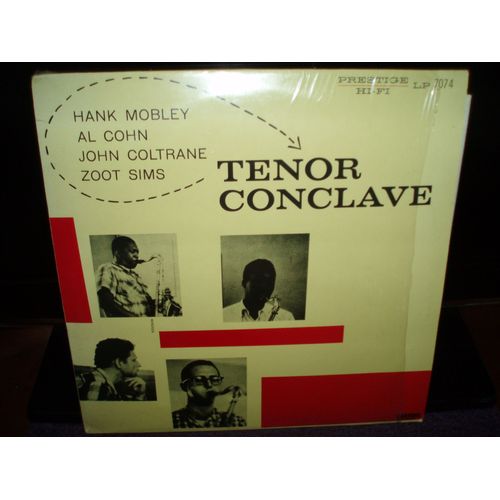 PRESTIGE LP 7074
HI-FI
HANK MOBLEY
AL COHN
JOHN COLTRANE
ZOOT SIMS
TENOR
CONCLAVE